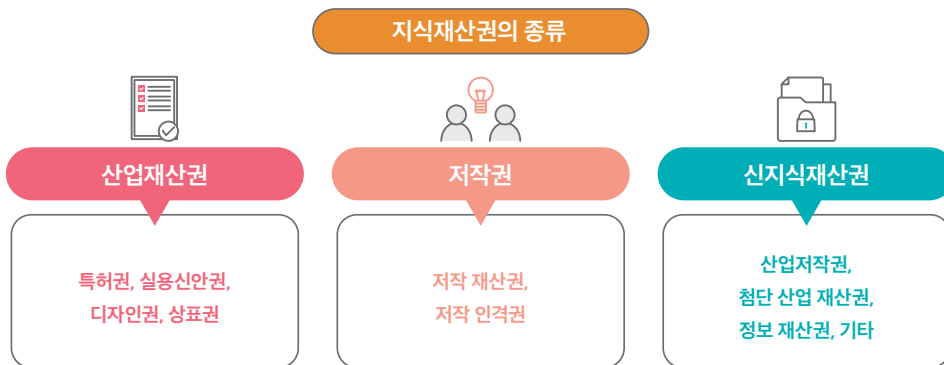 지식재산권의 종류
산업재산권
특허권, 실용신안권,
디자인권, 상표권
저작권
저작 재산권,
저작 인격권
신지식재산권
산업저작권,
첨단 산업 재산권,
정보 재산권, 기타